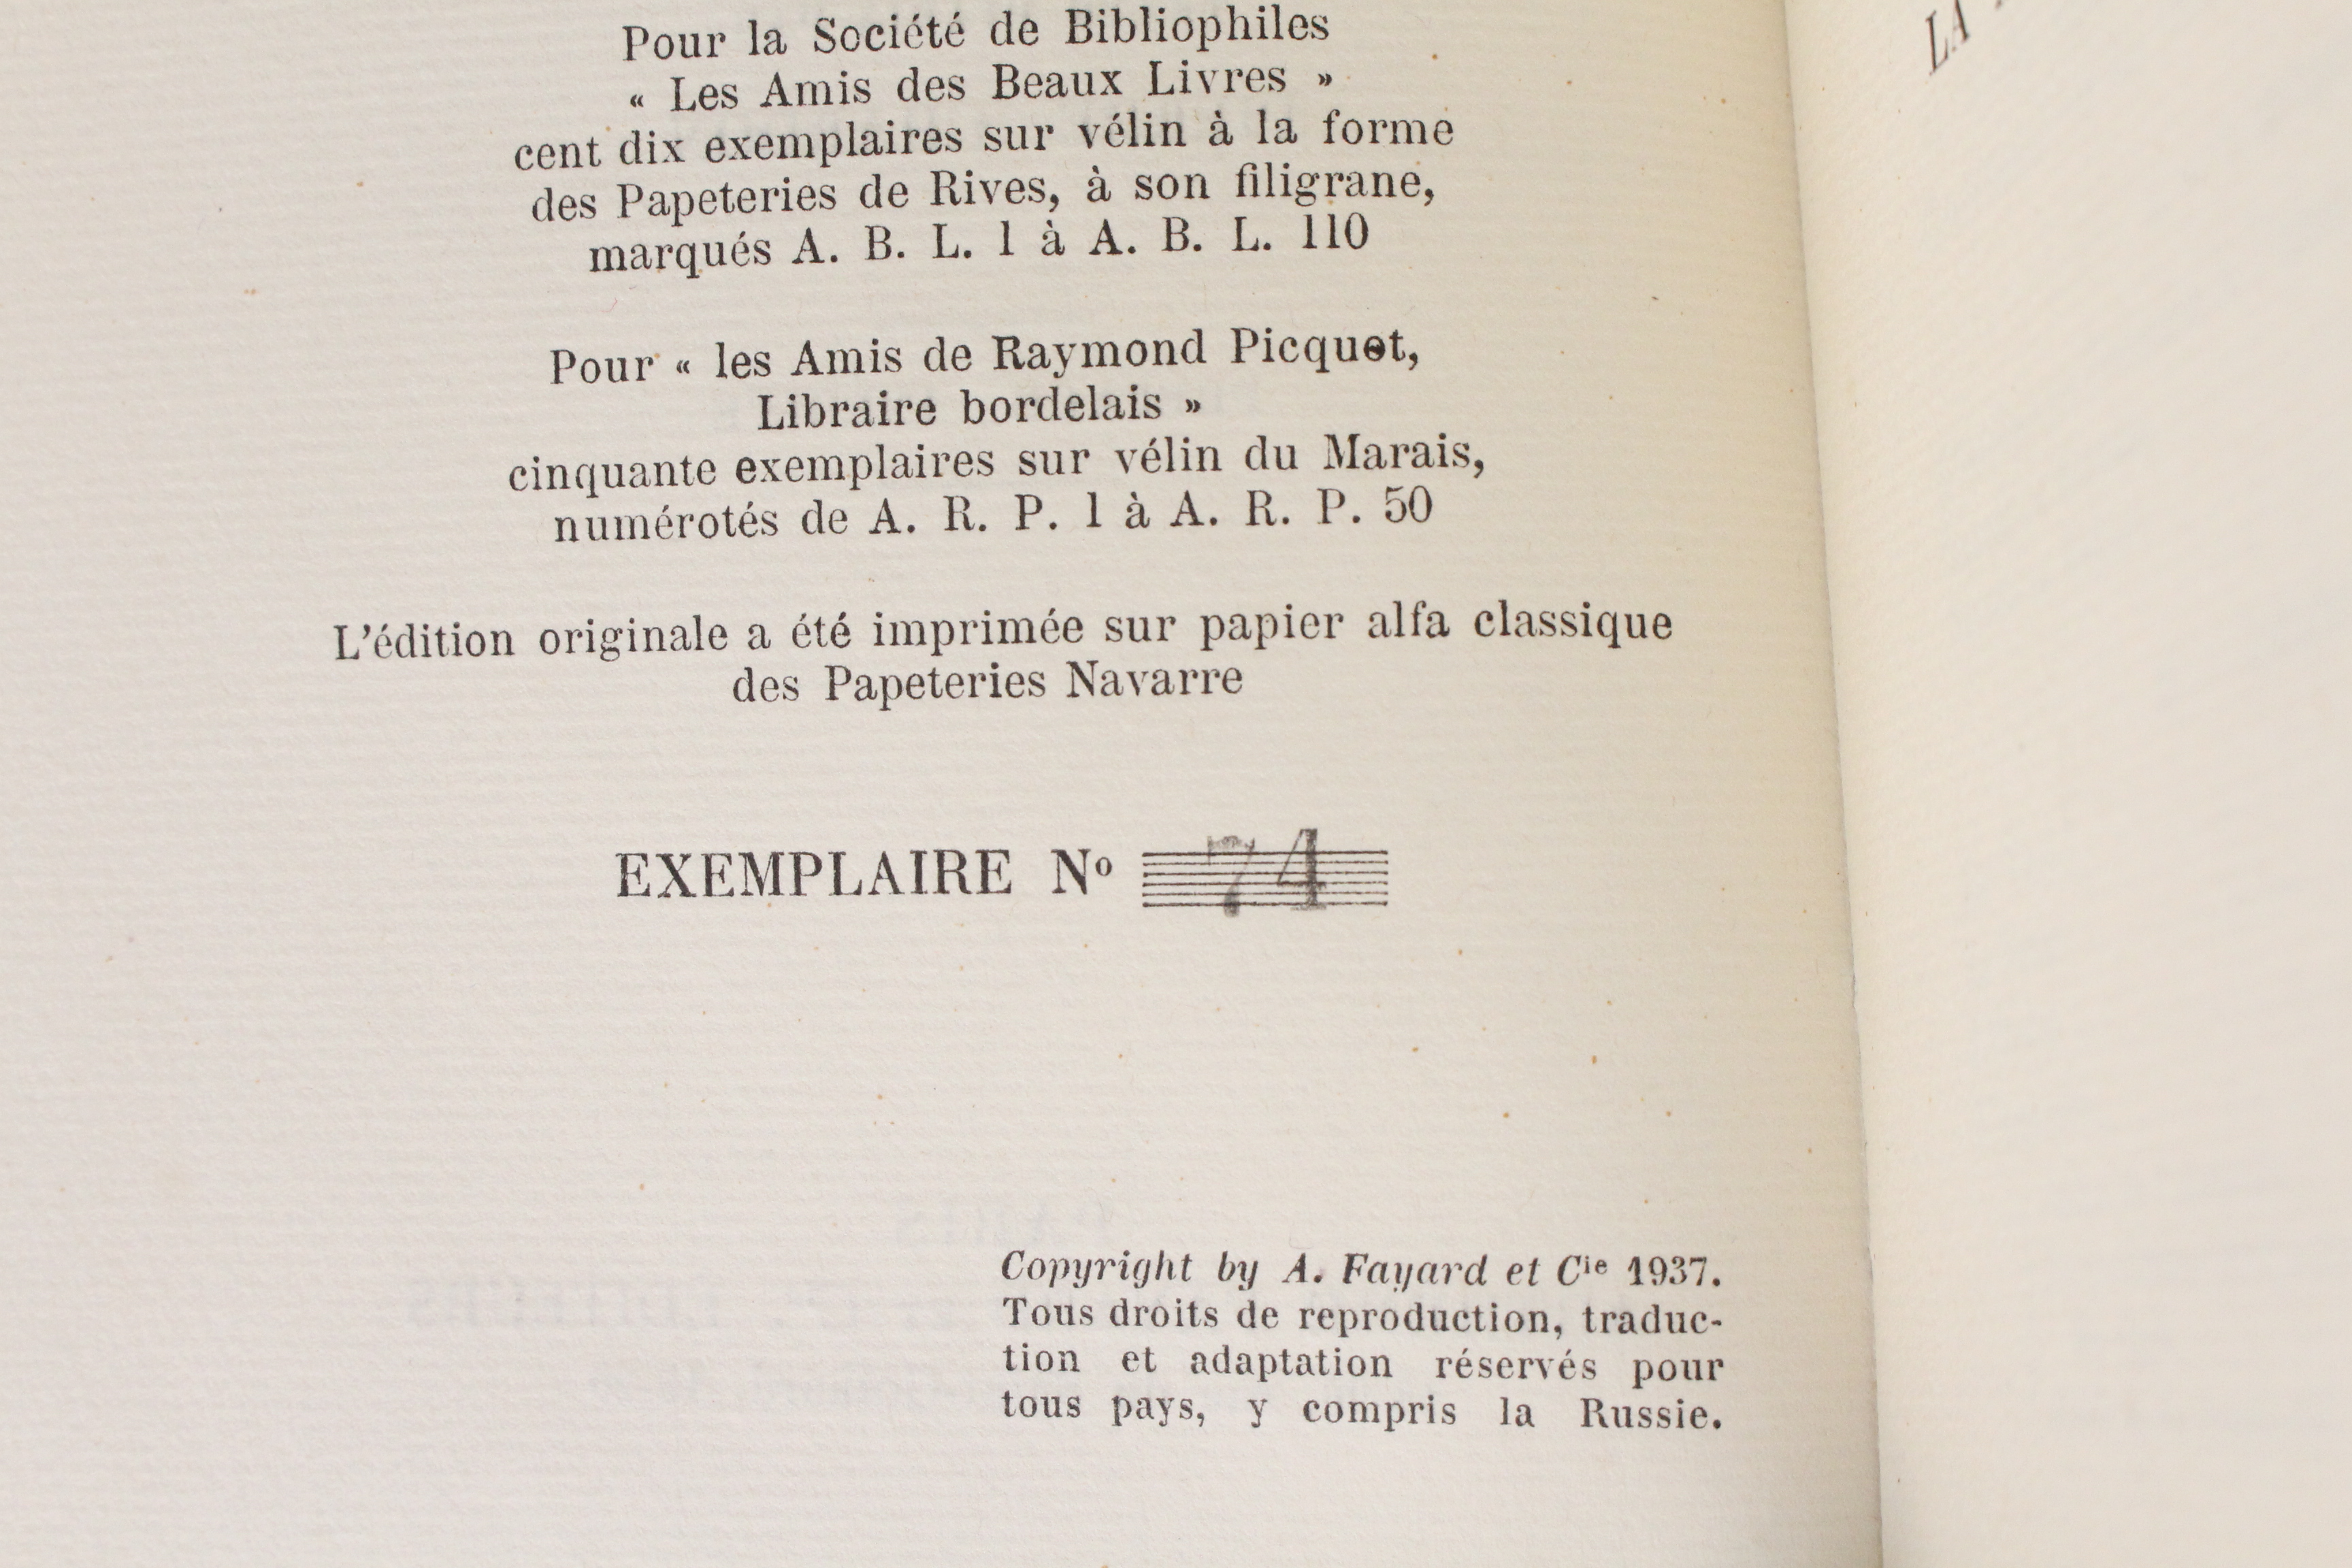 Pour la Société de Bibliophiles
« Les Amis des Beaux Livres »
cent dix exemplaires sur vélin à la forme
des Papeteries de Rives, à son filigrane,
marqués A. B. L. 1 à A. B. L. 110
Pour « les Amis de Raymond Picquot,
Libraire bordelais »
cinquante exemplaires sur vélin du Marais,
numérotés de A. R. P. 1 à A. R. P. 50
L'édition originale a été imprimée sur papier alfa classique
des Papeteries Navarre
EXEMPLAIRE Nº 74
Copyright by A. Fayard et Cie 1937.
Tous droits de reproduction, traduc-
tion et adaptation réservés pour
tous pays, y compris la Russie.
LA